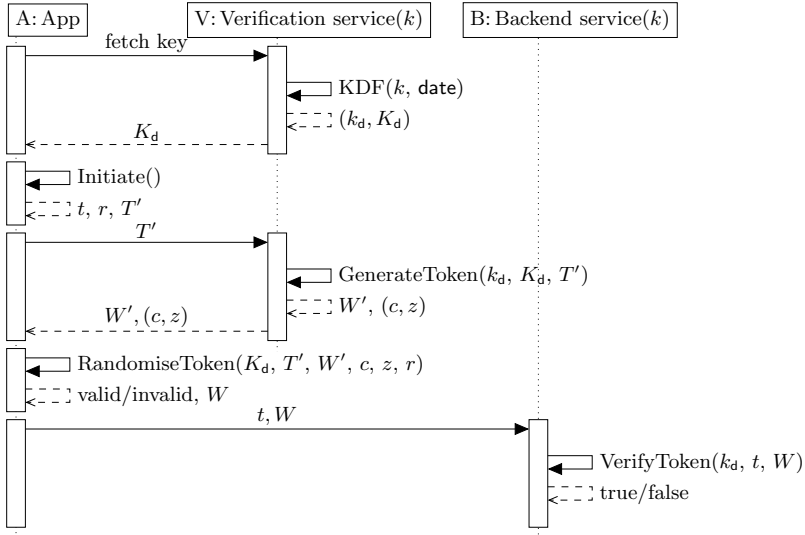 A: App
V: Verification service(k)
B: Backend service(k)
fetch key
KDF(k, date)
(k_d, K_d)
K_d
Initiate()
t, r, T′
T′
GenerateToken(k_d, K_d, T′)
W′, (c, z)
W′, (c, z)
RandomiseToken(K_d, T′, W′, c, z, r)
valid/invalid, W
t, W
VerifyToken(k_d, t, W)
true/false